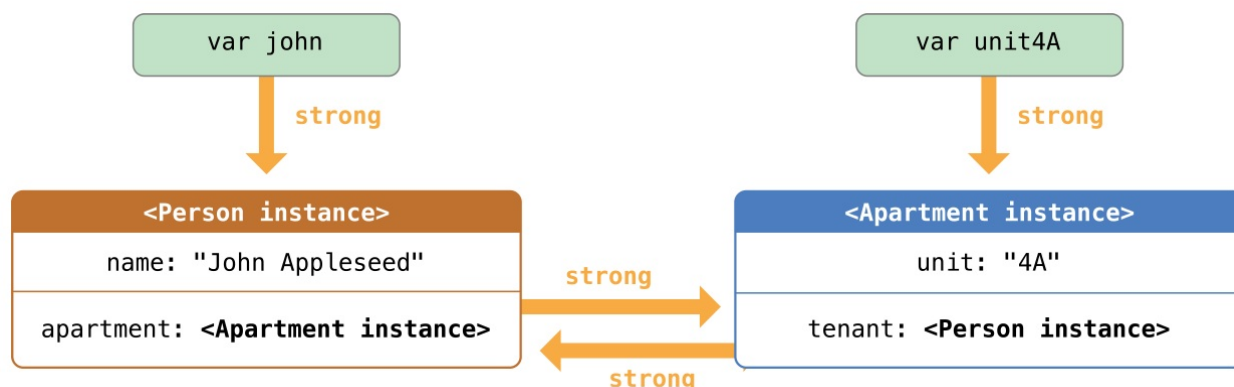 var john
var unit4A
strong
strong
<Person instance>
<Apartment instance>
name: "John Appleseed"
unit: "4A"
strong
apartment: <Apartment instance>
tenant: <Person instance>
strong